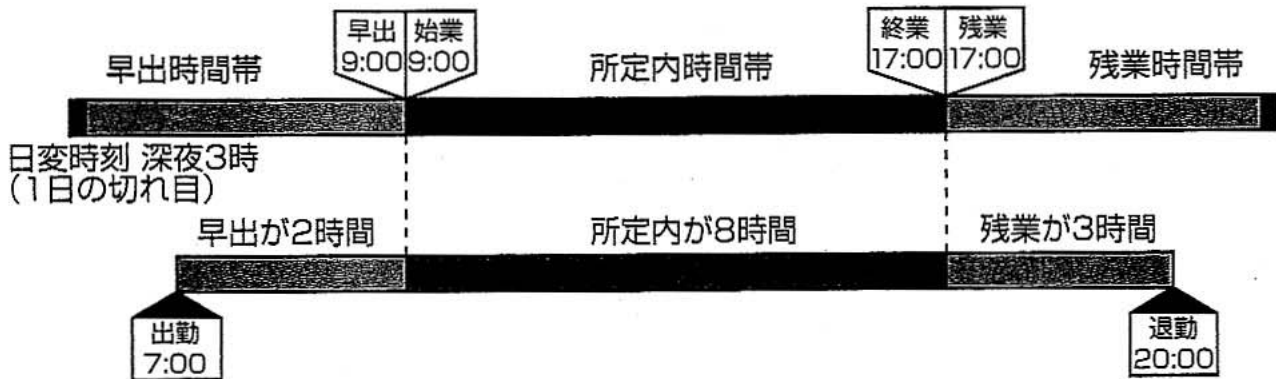 早出 始業 終業 残業
9:00 9:00 17:00 17:00
早出時間帯 所定内時間帯 残業時間帯
日変時刻 深夜3時
(1日の切れ目)
早出が2時間 所定内が8時間 残業が3時間
出勤 退勤
7:00 20:00